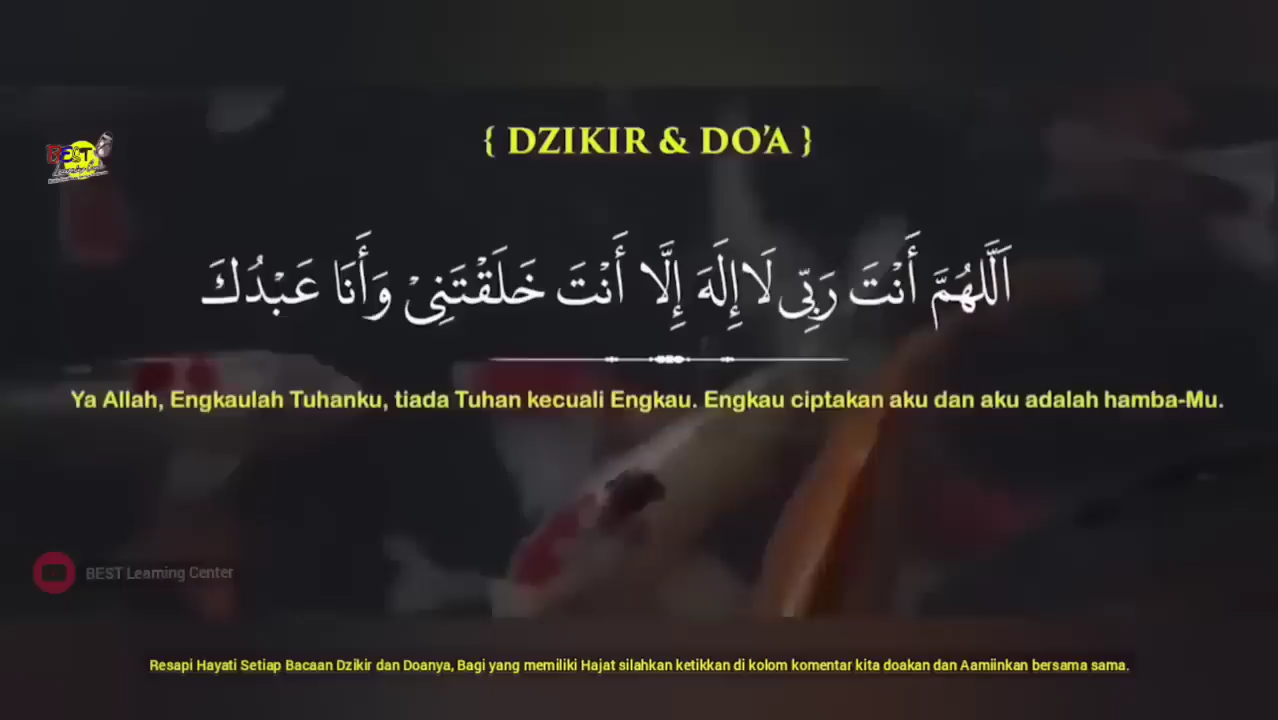 { DZIKIR & DO'A }
BEST
اَللَّهُمَّ أَنْتَ رَبِّى لَا إِلَهَ إِلَّا أَنْتَ خَلَقْتَنِىْ وَأَنَا عَبْدُكَ
Ya Allah, Engkaulah Tuhanku, tiada Tuhan kecuali Engkau. Engkau ciptakan aku dan aku adalah hamba-Mu.
BEST Learning Center
Resapi Hayati Setiap Bacaan Dzikir dan Doanya, Bagi yang memiliki Hajat silahkan ketikkan di kolom komentar kita doakan dan Aamiinkan bersama sama.